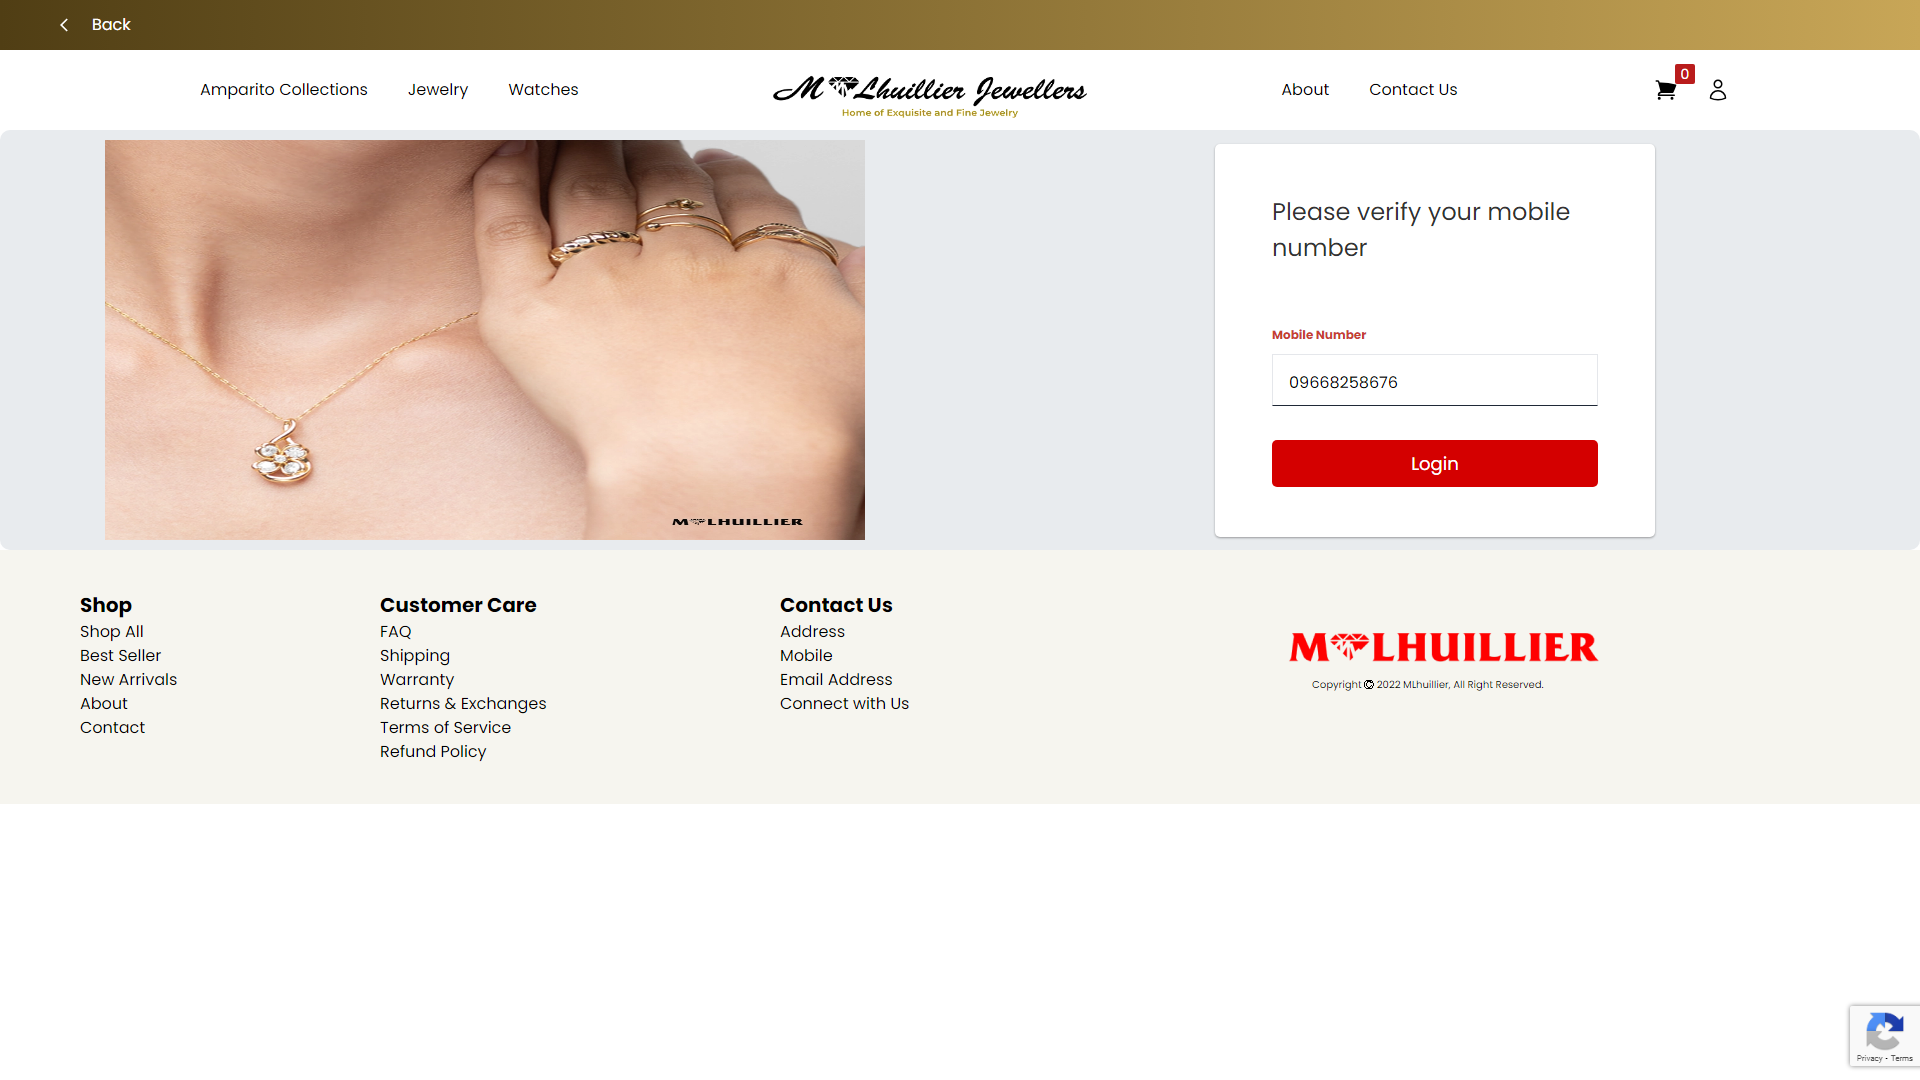 Back
Amparito Collections
Jewelry
Watches
M Lhuillier Jewellers
Home of Exquisite and Fine Jewelry
About
Contact Us
0
M LHUILLIER
Please verify your mobile
number
Mobile Number
09668258676
Login
Shop
Shop All
Best Seller
New Arrivals
About
Contact
Customer Care
FAQ
Shipping
Warranty
Returns & Exchanges
Terms of Service
Refund Policy
Contact Us
Address
Mobile
Email Address
Connect with Us
M LHUILLIER
Copyright © 2022 MLhuillier, All Right Reserved.
Privacy - Terms